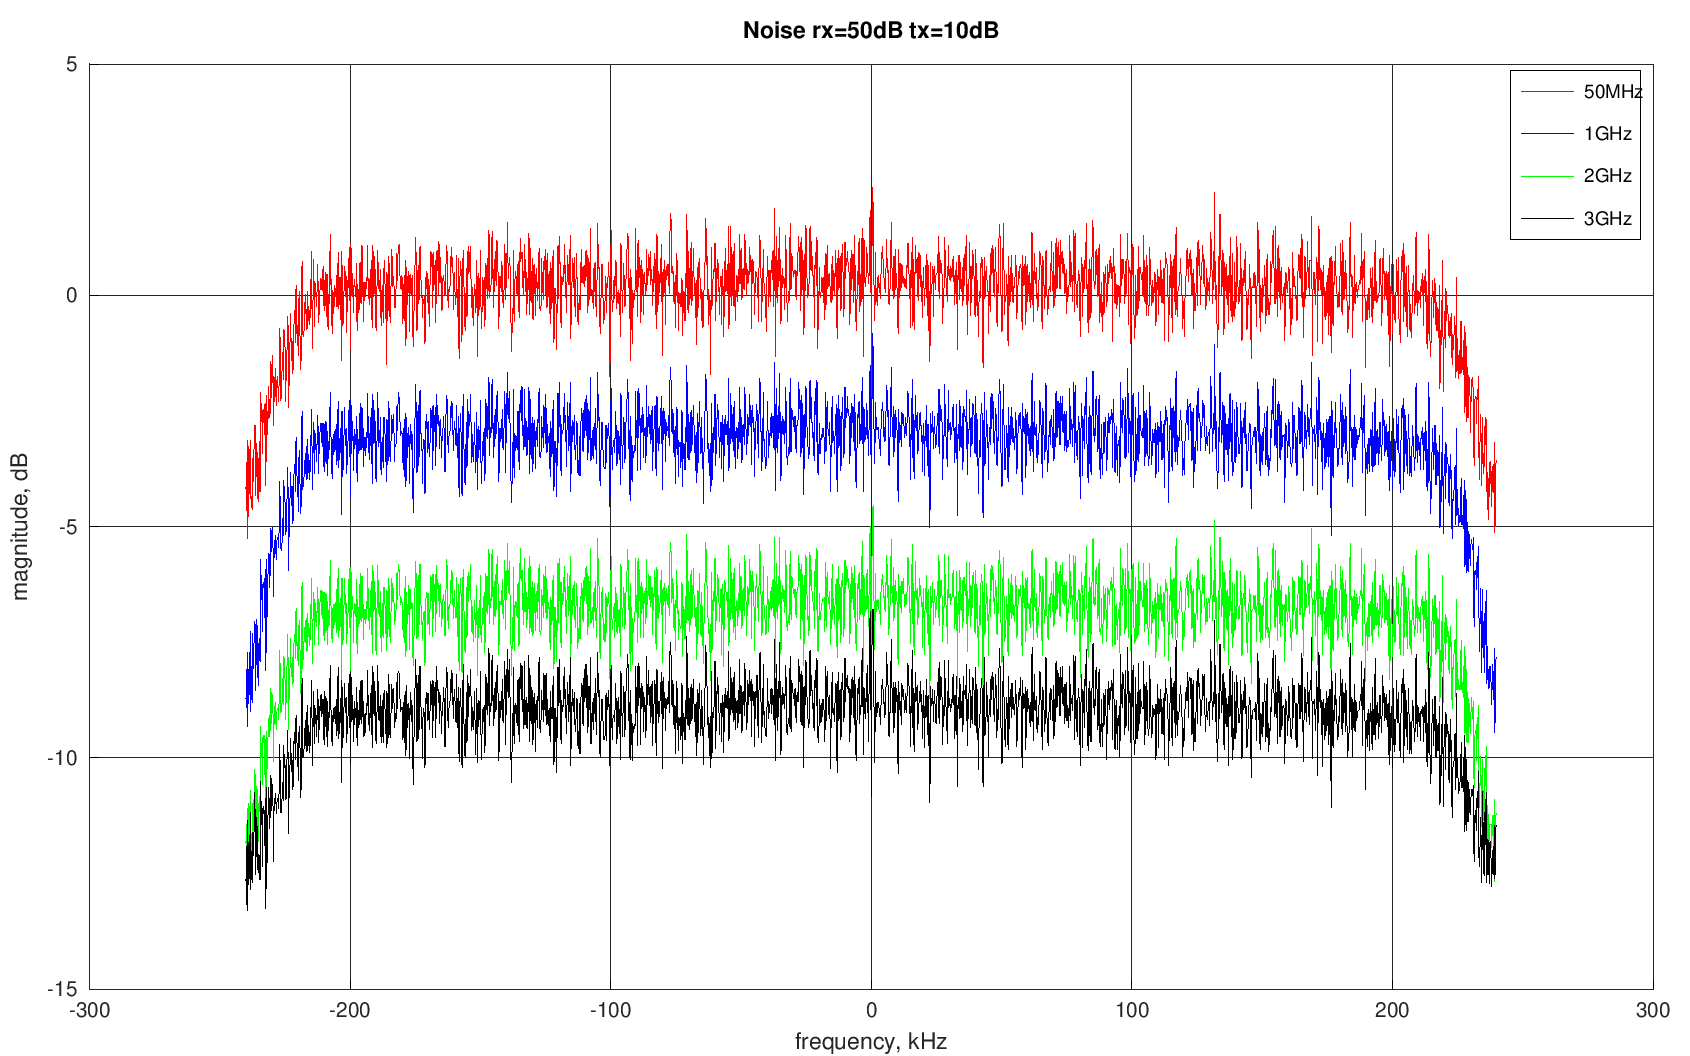 Noise rx=50dB tx=10dB
5
0
-5
-10
-15
magnitude, dB
50MHz
1GHz
2GHz
3GHz
-300
-200
-100
0
100
200
300
frequency, kHz